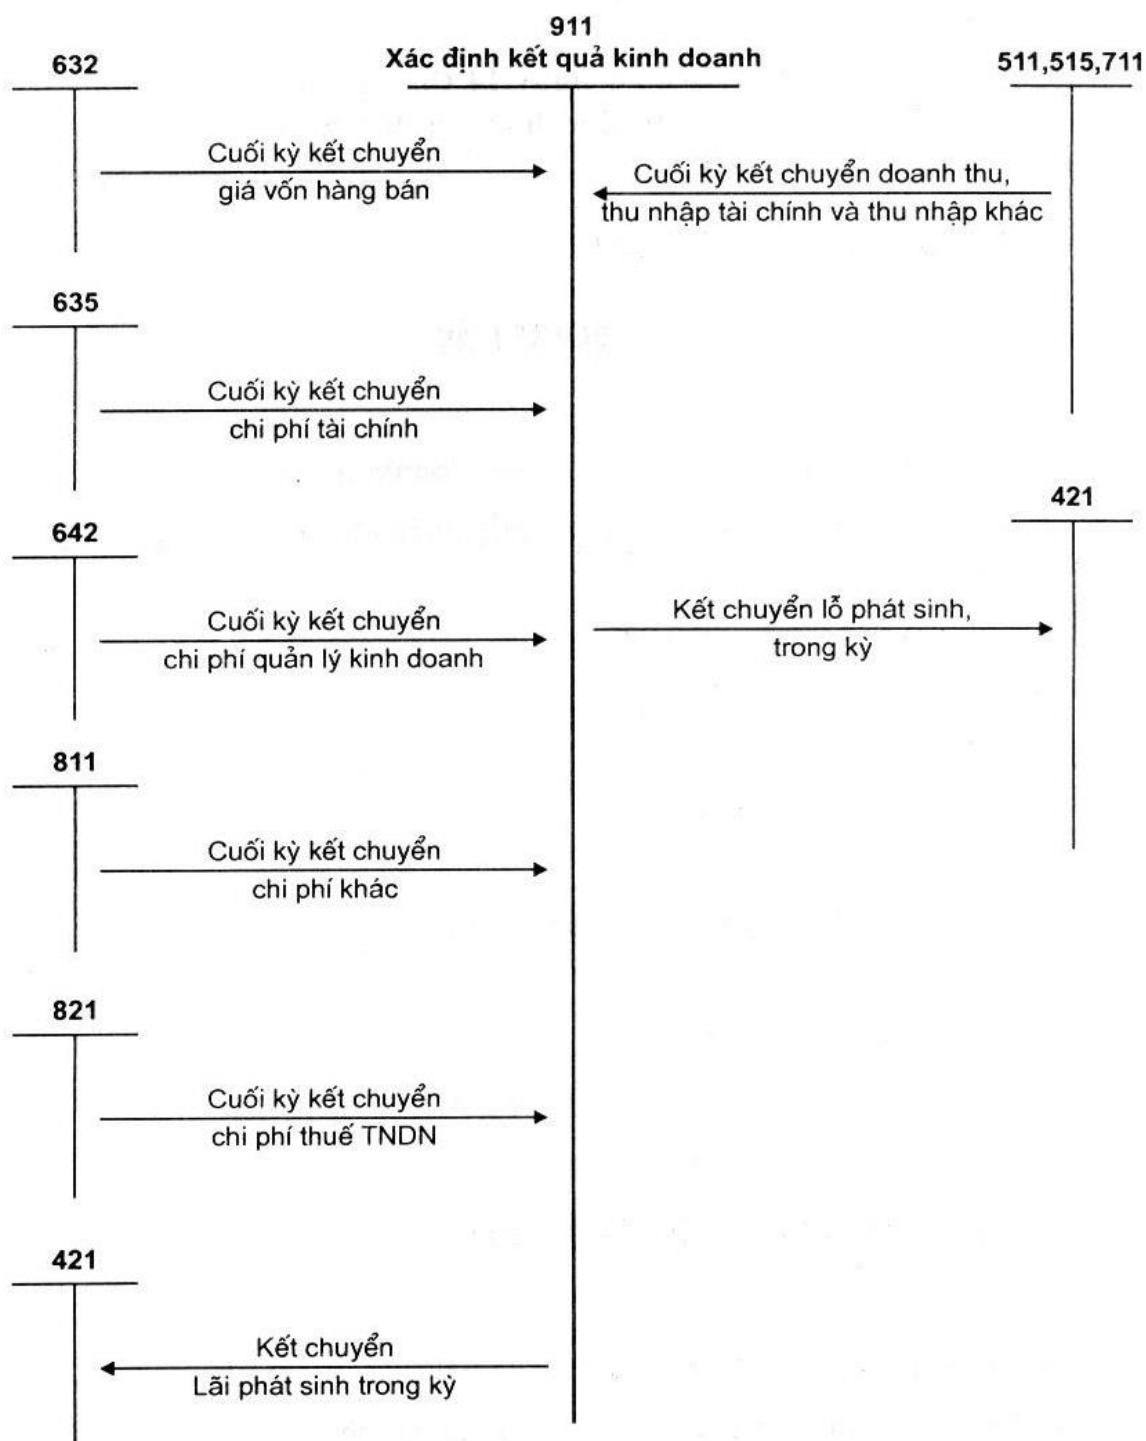 911
Xác định kết quả kinh doanh
632
511,515,711
Cuối kỳ kết chuyển
giá vốn hàng bán
Cuối kỳ kết chuyển doanh thu,
thu nhập tài chính và thu nhập khác
635
Cuối kỳ kết chuyển
chi phí tài chính
421
642
Cuối kỳ kết chuyển
chi phí quản lý kinh doanh
Kết chuyển lỗ phát sinh,
trong kỳ
811
Cuối kỳ kết chuyển
chi phí khác
821
Cuối kỳ kết chuyển
chi phí thuế TNDN
421
Kết chuyển
Lãi phát sinh trong kỳ